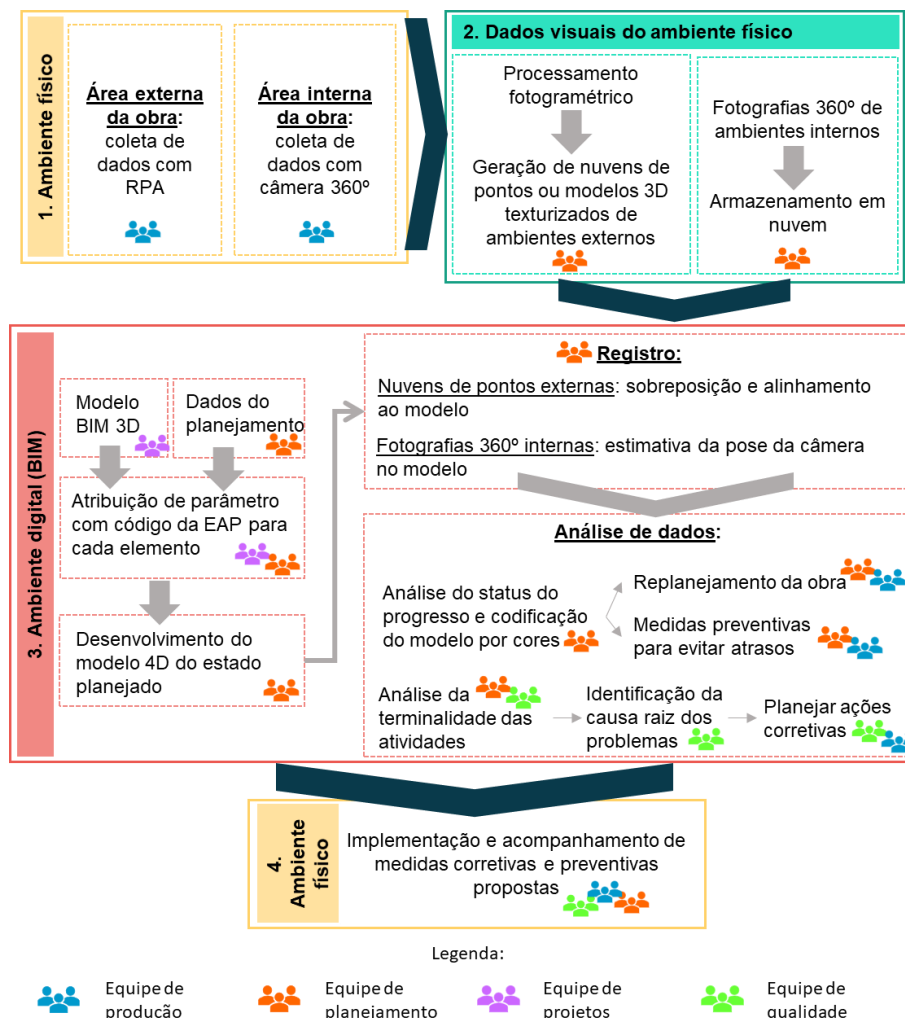 1. Ambiente físico
Área externa
da obra:
coleta de
dados com
RPA
Área interna
da obra:
coleta de
dados com
câmera 360º
2. Dados visuais do ambiente físico
Processamento
fotogramétrico
Geração de nuvens de
pontos ou modelos 3D
texturizados de
ambientes externos
Fotografias 360º de
ambientes internos
Armazenamento em
nuvem
3. Ambiente digital (BIM)
Modelo
BIM 3D
Dados do
planejamento
Atribuição de parâmetro
com código da EAP para
cada elemento
Desenvolvimento do
modelo 4D do estado
planejado
Registro:
Nuvens de pontos externas: sobreposição e alinhamento
ao modelo
Fotografias 360º internas: estimativa da pose da câmera
no modelo
Análise de dados:
Análise do status do
progresso e codificação
do modelo por cores
Replanejamento da obra
Medidas preventivas
para evitar atrasos
Análise da
terminalidade das
atividades
Identificação da
causa raiz dos
problemas
Planejar ações
corretivas
4.
Ambiente
físico
Implementação e acompanhamento de
medidas corretivas e preventivas
propostas
Legenda:
Equipe de
produção
Equipe de
planejamento
Equipe de
projetos
Equipe de
qualidade